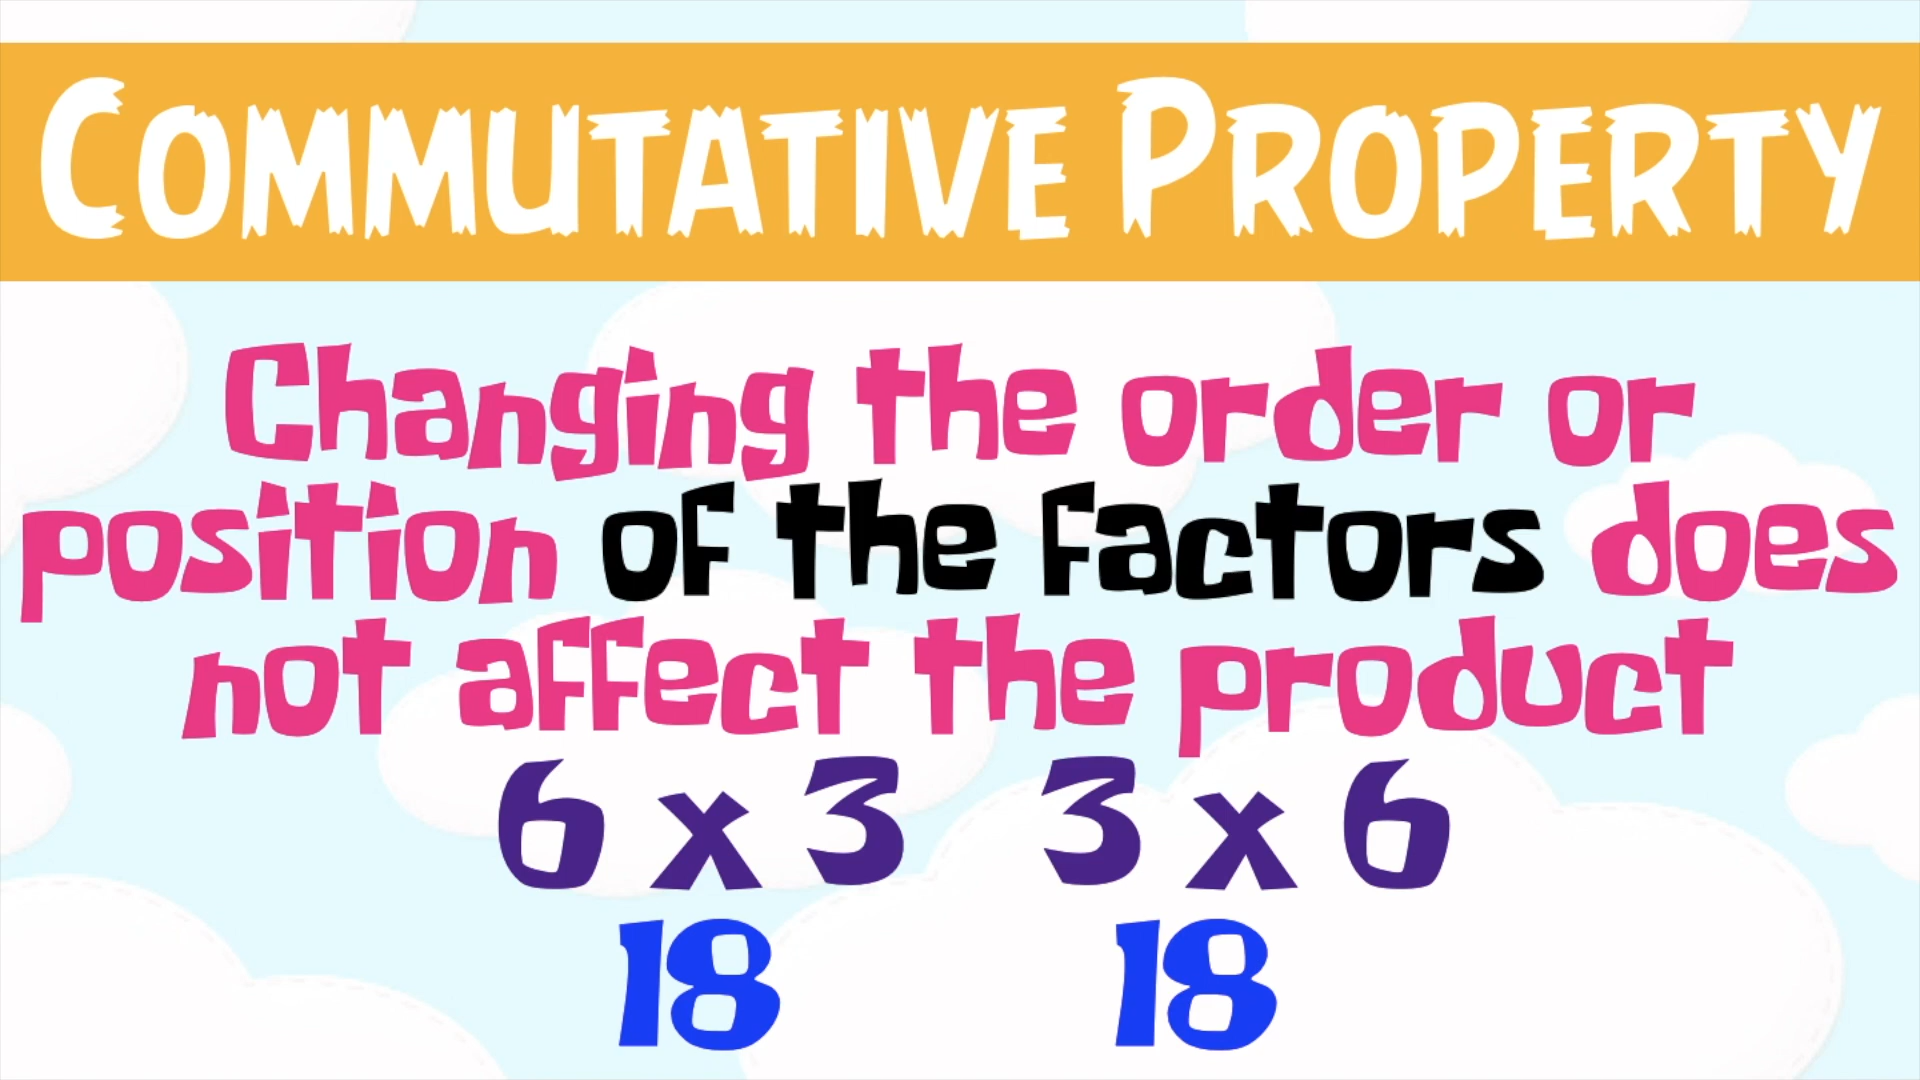 COMMUTATIVE PROPERTY
Changing the order or
position of the factors does
not affect the product
6 x 3 3 x 6
18 18